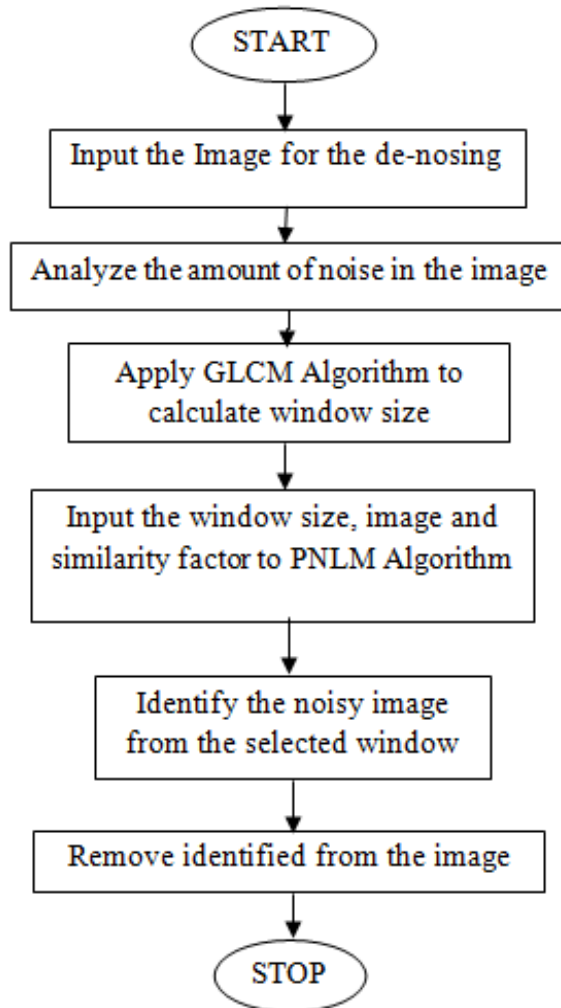 START
Input the Image for the de-nosing
Analyze the amount of noise in the image
Apply GLCM Algorithm to
calculate window size
Input the window size, image and
similarity factor to PNLM Algorithm
Identify the noisy image
from the selected window
Remove identified from the image
STOP